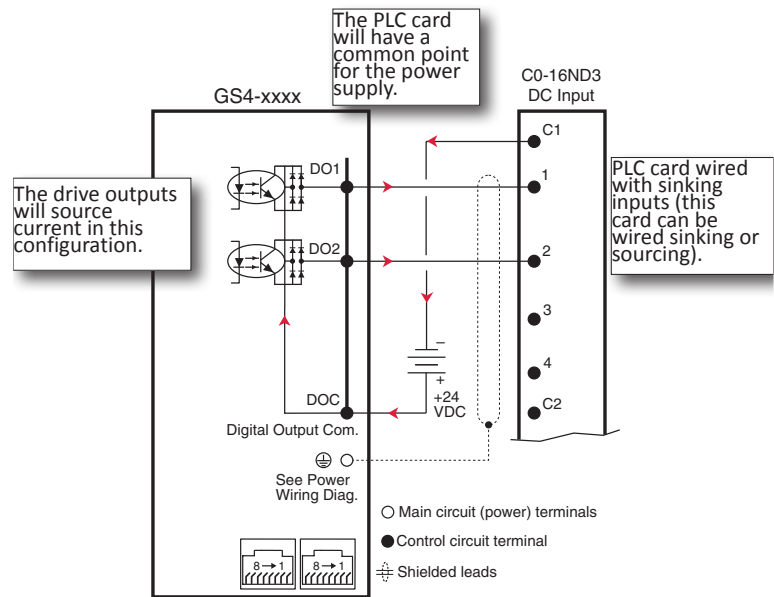 The PLC card
will have a
common point
for the power
supply.
GS4-xxxx
C0-16ND3
DC Input
The drive outputs
will source
current in this
configuration.
PLC card wired
with sinking
inputs (this
card can be
wired sinking or
sourcing).
C1
DO1
1
DO2
2
3
4
–
+
+24
VDC
DOC
C2
Digital Output Com.
See Power
Wiring Diag.
Main circuit (power) terminals
Control circuit terminal
Shielded leads
8→1
8→1